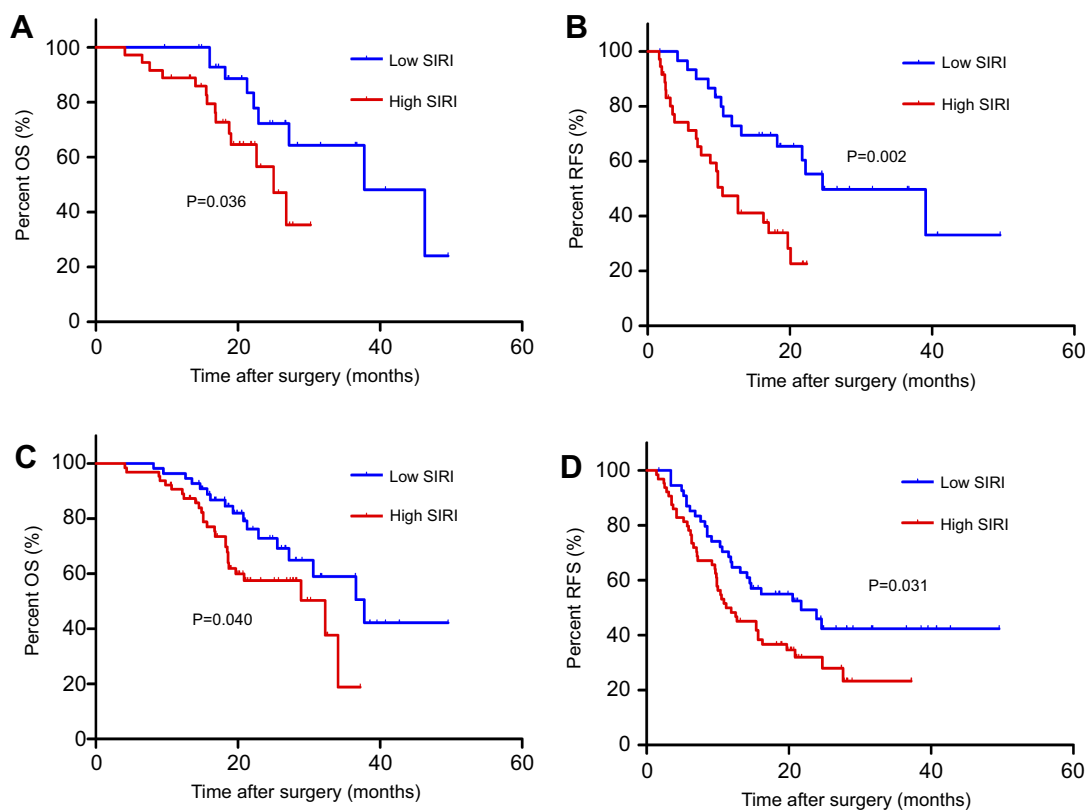 A
Percent OS (%)
100
80
60
40
20
0
Low SIRI
High SIRI
P=0.036
0 20 40 60
Time after surgery (months)
B
Percent RFS (%)
100
80
60
40
20
0
Low SIRI
High SIRI
P=0.002
0 20 40 60
Time after surgery (months)
C
Percent OS (%)
100
80
60
40
20
0
Low SIRI
High SIRI
P=0.040
0 20 40 60
Time after surgery (months)
D
Percent RFS (%)
100
80
60
40
20
0
Low SIRI
High SIRI
P=0.031
0 20 40 60
Time after surgery (months)